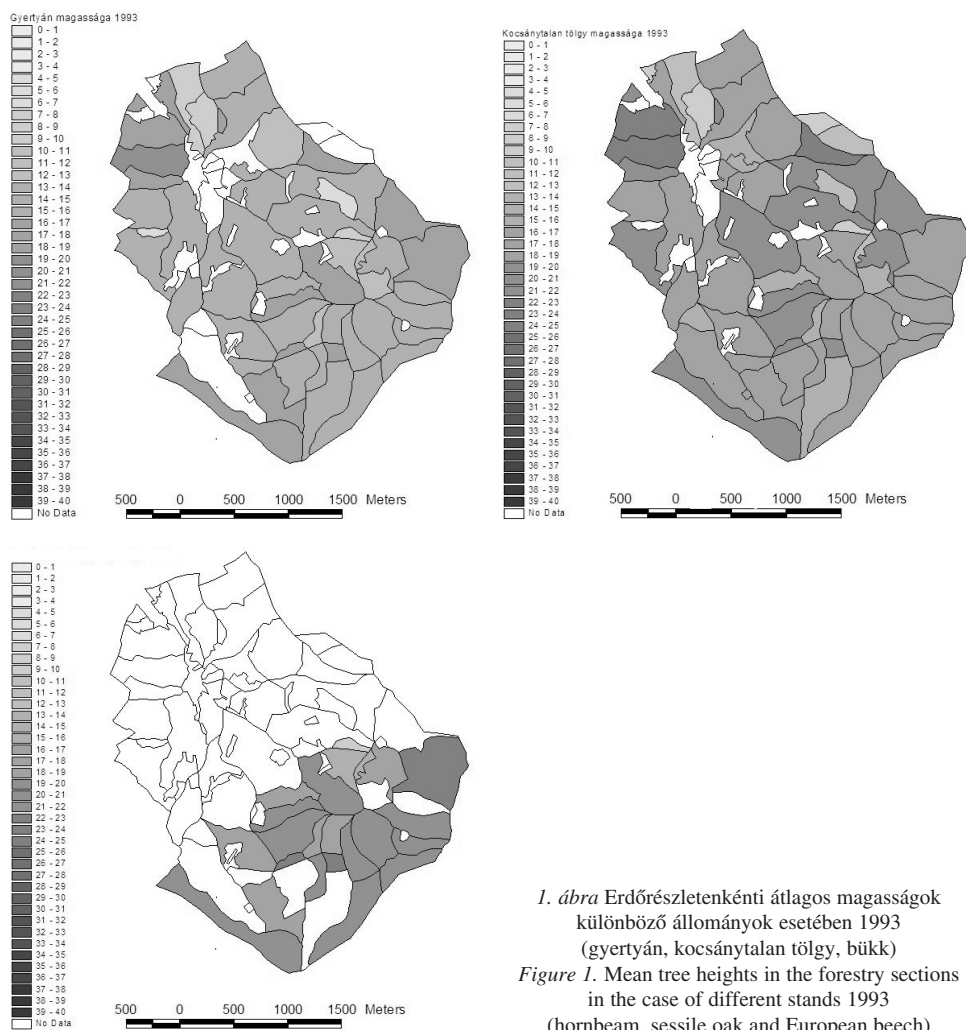 Gyertyán magassága 1993
0 - 1
1 - 2
2 - 3
3 - 4
4 - 5
5 - 6
6 - 7
7 - 8
8 - 9
9 - 10
10 - 11
11 - 12
12 - 13
13 - 14
14 - 15
15 - 16
16 - 17
17 - 18
18 - 19
19 - 20
20 - 21
21 - 22
22 - 23
23 - 24
24 - 25
25 - 26
26 - 27
27 - 28
28 - 29
29 - 30
30 - 31
31 - 32
32 - 33
33 - 34
34 - 35
35 - 36
36 - 37
37 - 38
38 - 39
39 - 40
No Data
500 0 500 1000 1500 Meters
Kocsánytalan tölgy magassága 1993
0 - 1
1 - 2
2 - 3
3 - 4
4 - 5
5 - 6
6 - 7
7 - 8
8 - 9
9 - 10
10 - 11
11 - 12
12 - 13
13 - 14
14 - 15
15 - 16
16 - 17
17 - 18
18 - 19
19 - 20
20 - 21
21 - 22
22 - 23
23 - 24
24 - 25
25 - 26
26 - 27
27 - 28
28 - 29
29 - 30
30 - 31
31 - 32
32 - 33
33 - 34
34 - 35
35 - 36
36 - 37
37 - 38
38 - 39
39 - 40
No Data
500 0 500 1000 1500 Meters
0 - 1
1 - 2
2 - 3
3 - 4
4 - 5
5 - 6
6 - 7
7 - 8
8 - 9
9 - 10
10 - 11
11 - 12
12 - 13
13 - 14
14 - 15
15 - 16
16 - 17
17 - 18
18 - 19
19 - 20
20 - 21
21 - 22
22 - 23
23 - 24
24 - 25
25 - 26
26 - 27
27 - 28
28 - 29
29 - 30
30 - 31
31 - 32
32 - 33
33 - 34
34 - 35
35 - 36
36 - 37
37 - 38
38 - 39
39 - 40
No Data
500 0 500 1000 1500 Meters
1. ábra Erdőrészletenkénti átlagos magasságok
különböző állományok esetében 1993
(gyertyán, kocsánytalan tölgy, bükk)
Figure 1. Mean tree heights in the forestry sections
in the case of different stands 1993
(hornbeam, sessile oak and European beech)